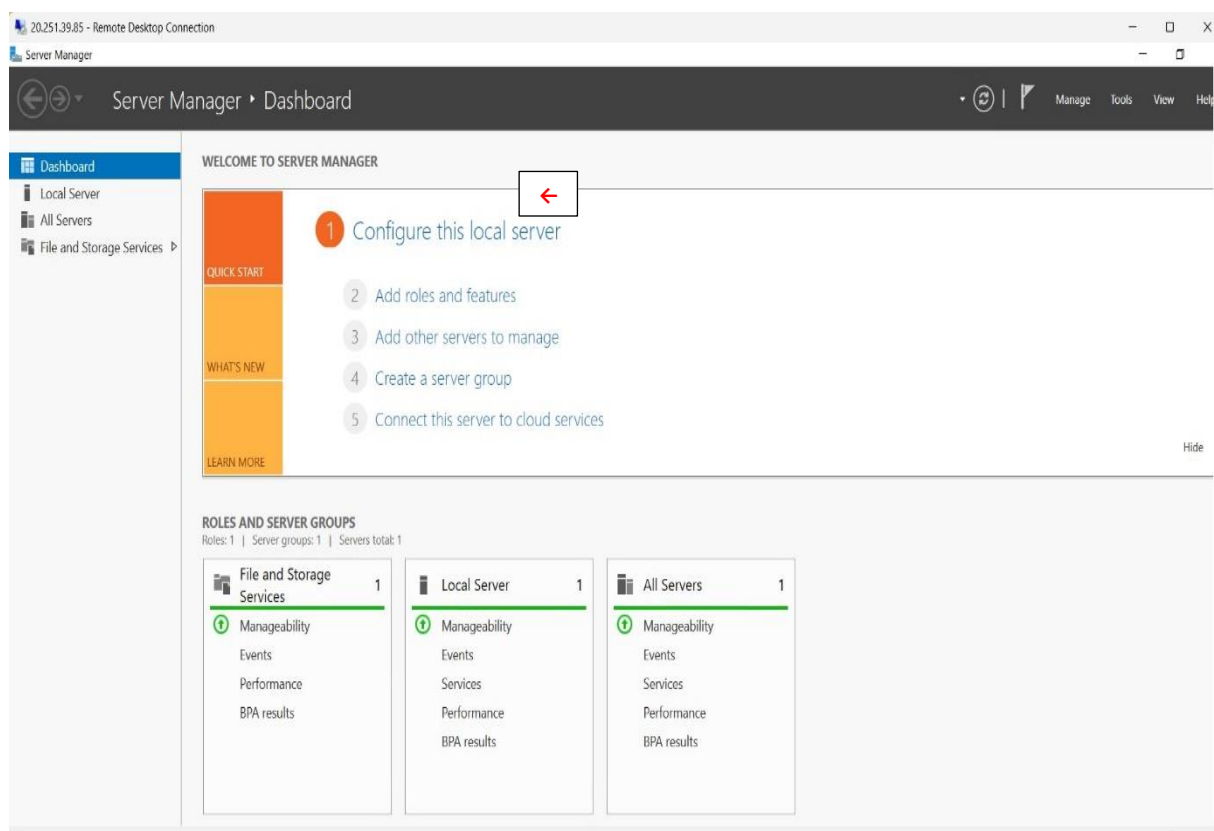 20.251.39.85 - Remote Desktop Connection
Server Manager
Server Manager • Dashboard
Manage Tools View Help
Dashboard
Local Server
All Servers
File and Storage Services
WELCOME TO SERVER MANAGER
QUICK START
WHAT'S NEW
LEARN MORE
1 Configure this local server
2 Add roles and features
3 Add other servers to manage
4 Create a server group
5 Connect this server to cloud services
Hide
ROLES AND SERVER GROUPS
Roles: 1 | Server groups: 1 | Servers total: 1
File and Storage
Services 1
Manageability
Events
Performance
BPA results
Local Server 1
Manageability
Events
Services
Performance
BPA results
All Servers 1
Manageability
Events
Services
Performance
BPA results